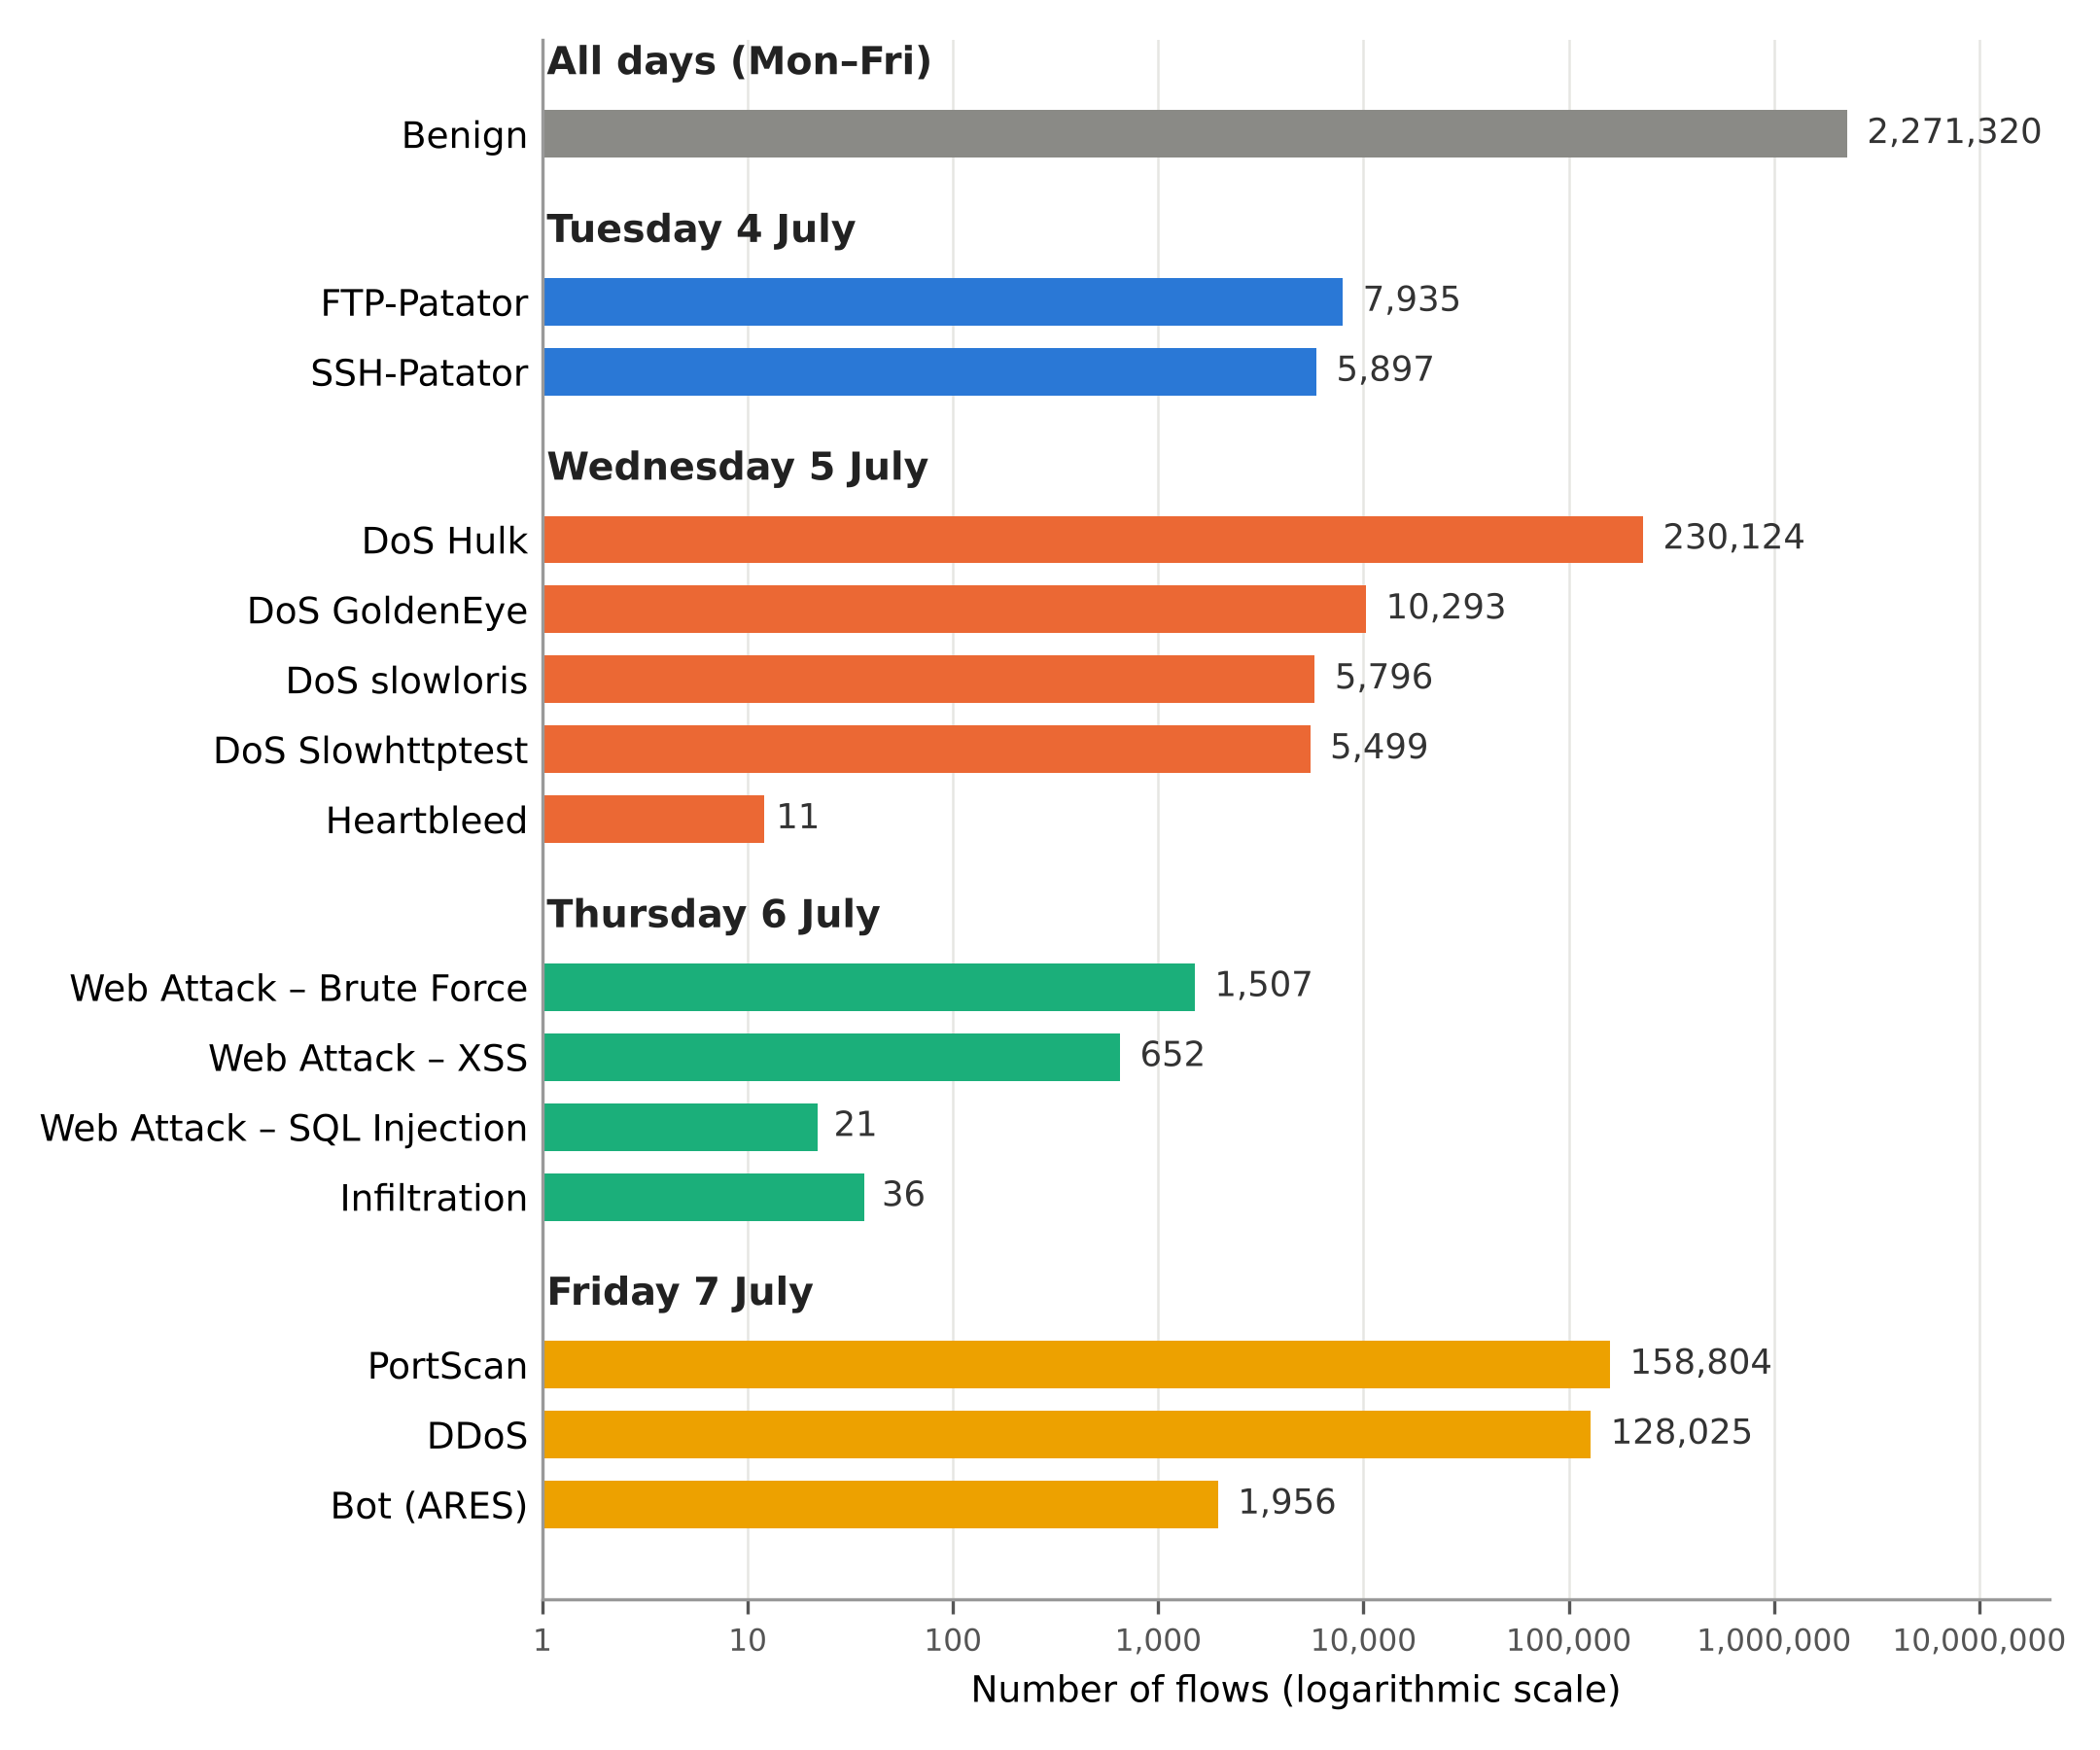 All days (Mon–Fri)
Benign 2,271,320
Tuesday 4 July
FTP-Patator 7,935
SSH-Patator 5,897
Wednesday 5 July
DoS Hulk 230,124
DoS GoldenEye 10,293
DoS slowloris 5,796
DoS Slowhttptest 5,499
Heartbleed 11
Thursday 6 July
Web Attack – Brute Force 1,507
Web Attack – XSS 652
Web Attack – SQL Injection 21
Infiltration 36
Friday 7 July
PortScan 158,804
DDoS 128,025
Bot (ARES) 1,956
1 10 100 1,000 10,000 100,000 1,000,000 10,000,000
Number of flows (logarithmic scale)